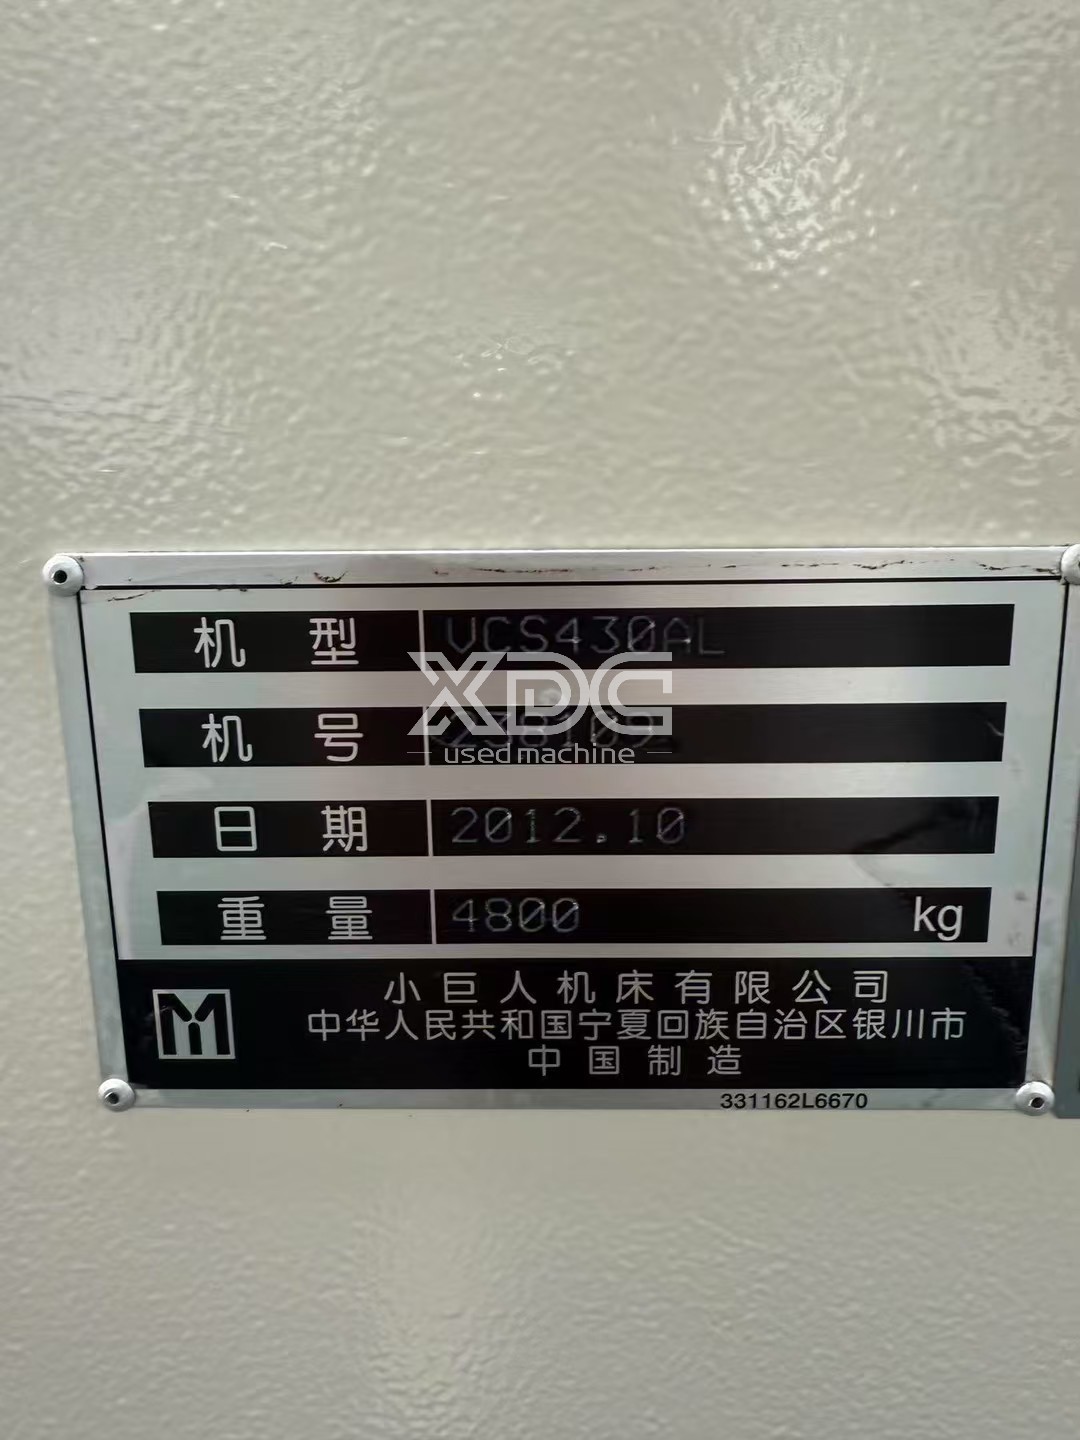 机型 VCS430AL
XDC
机号
used machine
日期 2012.10
重量 4800 kg
小巨人机床有限公司
中华人民共和国宁夏回族自治区银川市
中国制造
331162L6670